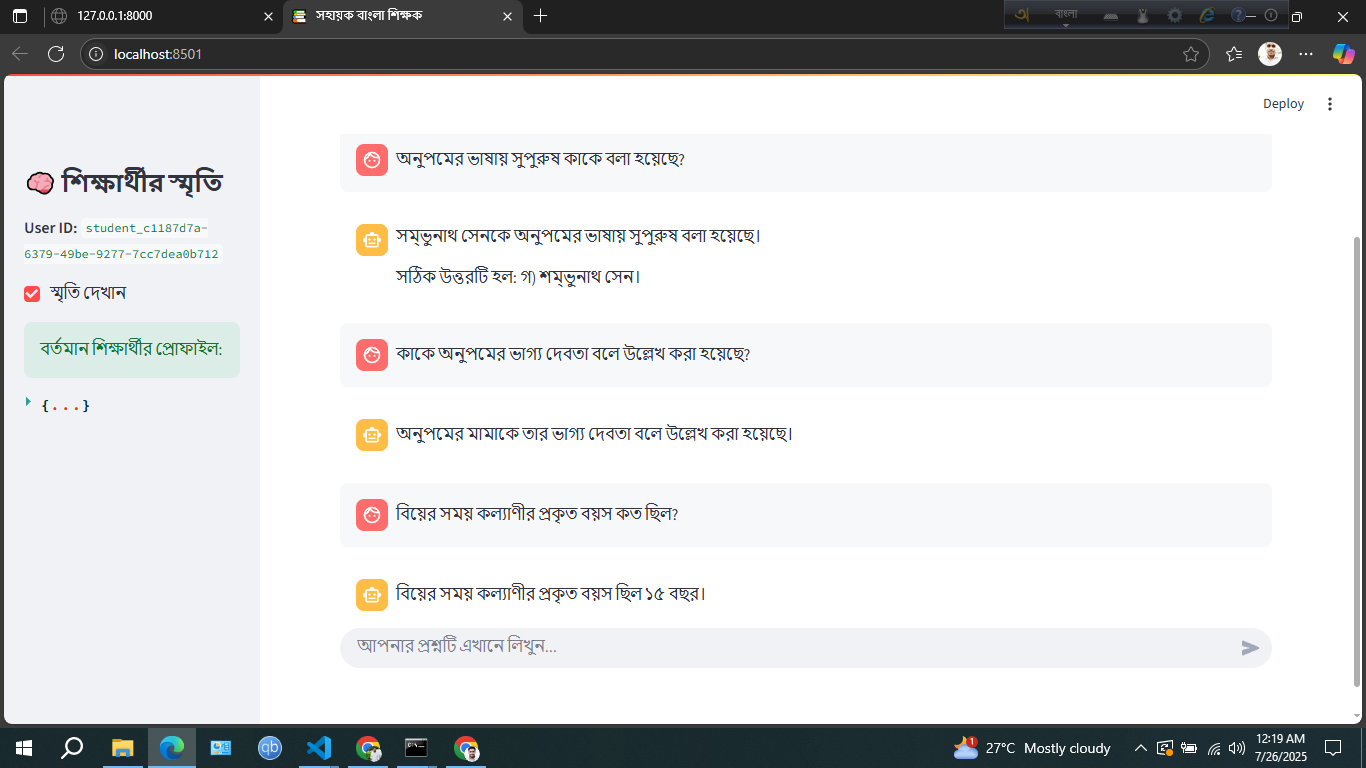 127.0.0.1:8000
সহায়ক বাংলা শিক্ষক
বাংলা
localhost:8501
Deploy
শিক্ষার্থীর স্মৃতি
User ID: student_c1187d7a-
6379-49be-9277-7cc7dea0b712
স্মৃতি দেখান
বর্তমান শিক্ষার্থীর প্রোফাইল:
{...}
অনুপমের ভাষায় সুপুরুষ কাকে বলা হয়েছে?
সম্ভুনাথ সেনকে অনুপমের ভাষায় সুপুরুষ বলা হয়েছে।
সঠিক উত্তরটি হল: গ) শম্ভুনাথ সেন।
কাকে অনুপমের ভাগ্য দেবতা বলে উল্লেখ করা হয়েছে?
অনুপমের মামাকে তার ভাগ্য দেবতা বলে উল্লেখ করা হয়েছে।
বিয়ের সময় কল্যাণীর প্রকৃত বয়স কত ছিল?
বিয়ের সময় কল্যাণীর প্রকৃত বয়স ছিল ১৫ বছর।
আপনার প্রশ্নটি এখানে লিখুন...
qb
1
27°C Mostly cloudy
12:19 AM
7/26/2025